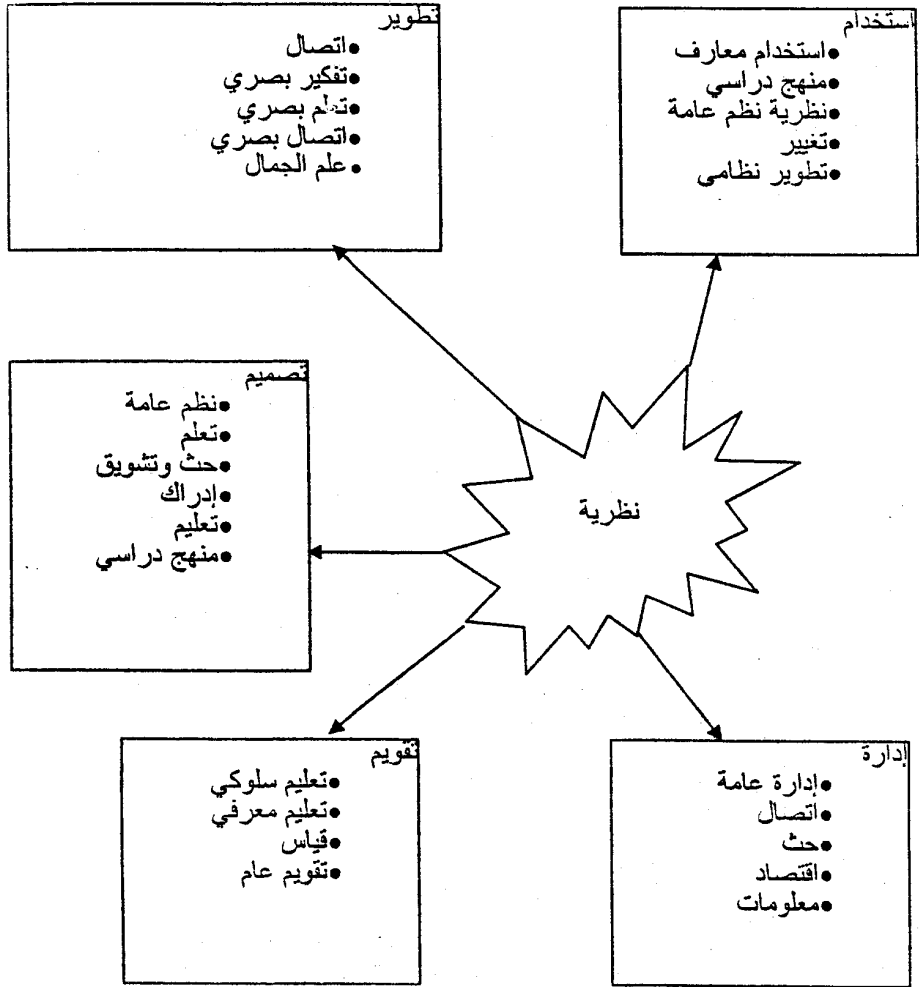 استخدام
•استخدام معارف
•منهج دراسي
•نظرية نظم عامة
•تغيير
•تطوير نظامي
تطوير
•اتصال
•تفكير بصري
•تعلم بصري
•اتصال بصري
•علم الجمال
نظرية
تصميم
•نظم عامة
•تعلم
•حث وتشويق
•إدراك
•تعليم
•منهج دراسي
إدارة
•إدارة عامة
•اتصال
•حث
•اقتصاد
•معلومات
تقويم
•تعليم سلوكي
•تعليم معرفي
•قياس
•تقويم عام